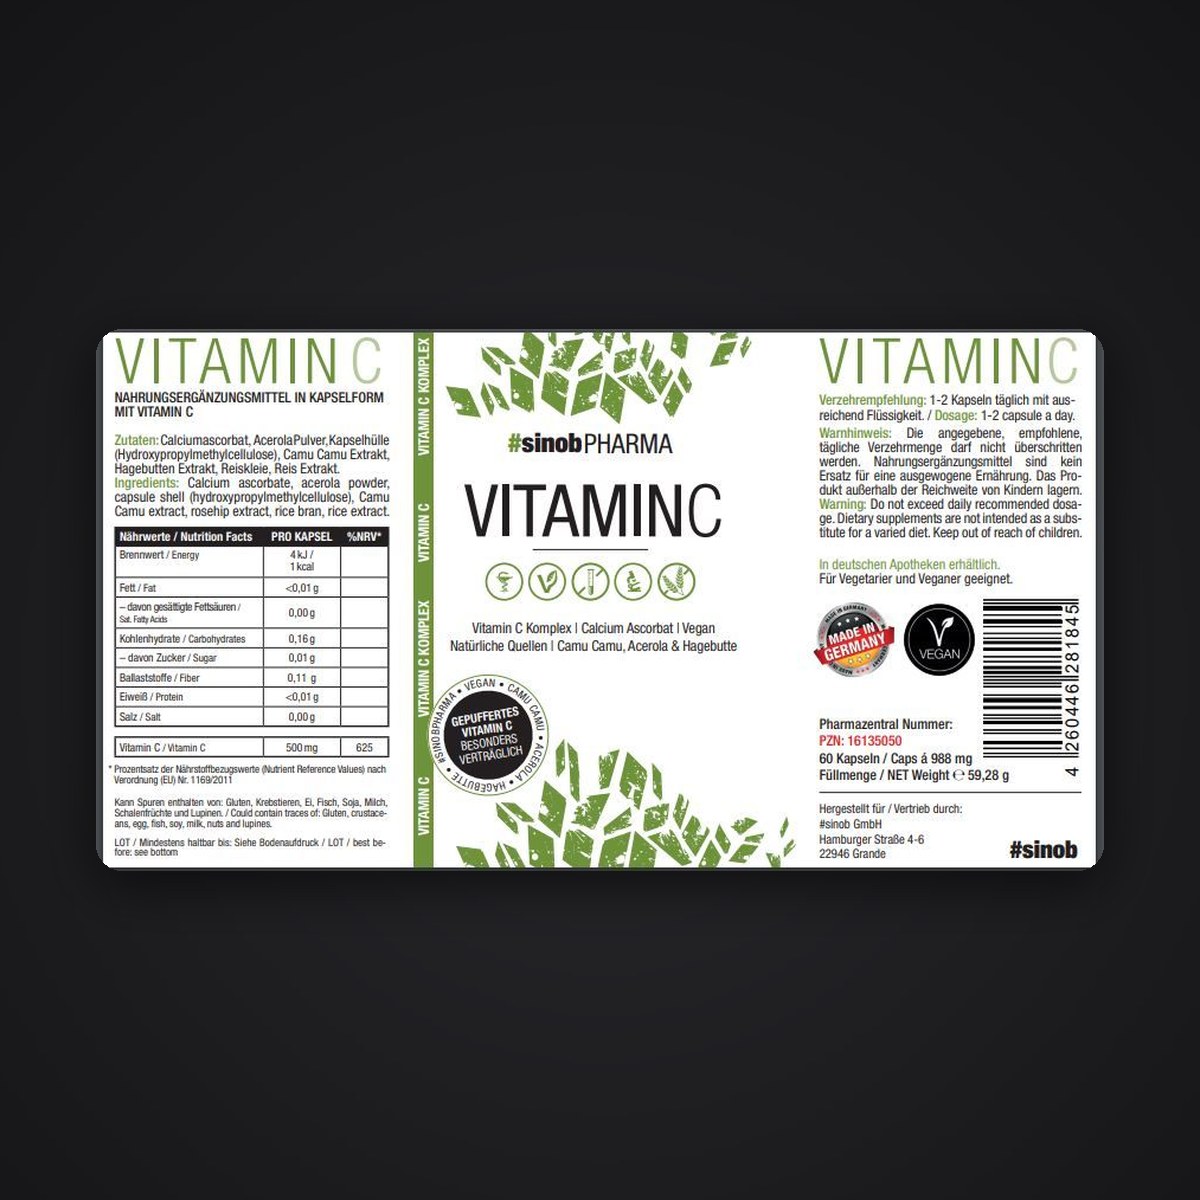 VITAMIN C
NAHRUNGSERGÄNZUNGSMITTEL IN KAPSELFORM
MIT VITAMIN C
Zutaten: Calciumascorbat, Acerola Pulver, Kapselhülle
(Hydroxypropylmethylcellulose), Camu Camu Extrakt,
Hagebutten Extrakt, Reiskleie, Reis Extrakt.
Ingredients: Calcium ascorbate, acerola powder,
capsule shell (hydroxypropylmethylcellulose), Camu
Camu extract, rosehip extract, rice bran, rice extract.
Nährwerte / Nutrition Facts PRO KAPSEL %NRV*
Brennwert / Energy 4 kJ /
1 kcal
Fett / Fat <0,01 g
– davon gesättigte Fettsäuren /
Sat. Fatty Acids 0,00 g
Kohlenhydrate / Carbohydrates 0,16 g
– davon Zucker / Sugar 0,01 g
Ballaststoffe / Fiber 0,11 g
Eiweiß / Protein <0,01 g
Salz / Salt 0,00 g
Vitamin C / Vitamin C 500 mg 625
* Prozentsatz der Nährstoffbezugswerte (Nutrient Reference Values) nach
Verordnung (EU) Nr. 1169/2011
Kann Spuren enthalten von: Gluten, Krebstieren, Ei, Fisch, Soja, Milch,
Schalenfrüchte und Lupinen. / Could contain traces of: Gluten, crustace-
ans, egg, fish, soy, milk, nuts and lupines.
LOT / Mindestens haltbar bis: Siehe Bodenaufdruck / LOT / best be-
fore: see bottom
VITAMIN C KOMPLEX
VITAMIN C
VITAMIN C KOMPLEX
VITAMIN C
#sinob PHARMA
VITAMINC
Vitamin C Komplex | Calcium Ascorbat | Vegan
Natürliche Quellen | Camu Camu, Acerola & Hagebutte
#SINOBPHARMA • VEGAN • CAMU CAMU • ACEROLA • HAGEBUTTE •
GEPUFFERTES
VITAMIN C
BESONDERS
VERTRÄGLICH
VITAMINC
Verzehrempfehlung: 1-2 Kapseln täglich mit aus-
reichend Flüssigkeit. / Dosage: 1-2 capsule a day.
Warnhinweis: Die angegebene, empfohlene,
tägliche Verzehrmenge darf nicht überschritten
werden. Nahrungsergänzungsmittel sind kein
Ersatz für eine ausgewogene Ernährung. Das Pro-
dukt außerhalb der Reichweite von Kindern lagern.
Warning: Do not exceed daily recommended dosa-
ge. Dietary supplements are not intended as a subs-
titute for a varied diet. Keep out of reach of children.
In deutschen Apotheken erhältlich.
Für Vegetarier und Veganer geeignet.
MADE IN GERMANY
MADE IN
GERMANY
VEGAN
4 260446 281845
Pharmazentral Nummer:
PZN: 16135050
60 Kapseln / Caps á 988 mg
Füllmenge / NET Weight ℮ 59,28 g
Hergestellt für / Vertrieb durch:
#sinob GmbH
Hamburger Straße 4-6
22946 Grande
#sinob